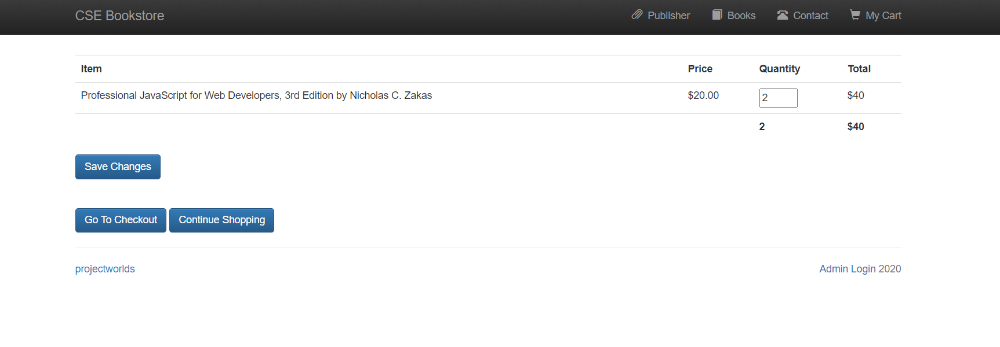 CSE Bookstore Publisher Books Contact My Cart
Item Price Quantity Total
Professional JavaScript for Web Developers, 3rd Edition by Nicholas C. Zakas $20.00 2 $40
2 $40
Save Changes
Go To Checkout Continue Shopping
projectworlds Admin Login 2020